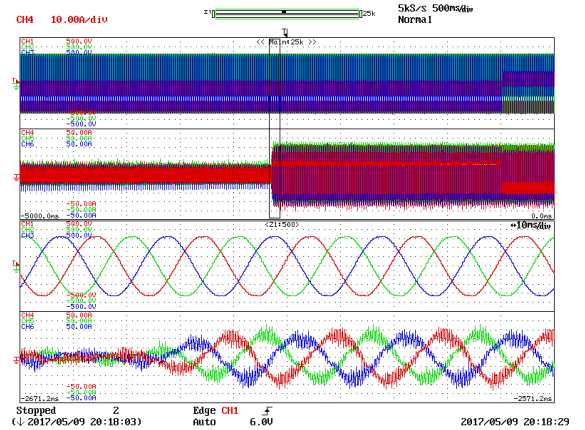 CH4 10.00A/div
Z1 25k
5kS/s 500ms/div
Normal
<< Main:25k >>
CH1 500.0V
CH2 500.0V
CH3 500.0V
-500.0V
-500.0V
-500.0V
CH4 50.00A
CH5 50.00A
CH6 50.00A
-50.00A
-50.00A
-50.00A
-5000.0ms 0.0ms
<Z1:500> 10ms/div
CH1 500.0V
CH2 500.0V
CH3 500.0V
-500.0V
-500.0V
-500.0V
CH4 50.00A
CH5 50.00A
CH6 50.00A
-50.00A
-50.00A
-50.00A
-2671.2ms -2571.2ms
Stopped 2 Edge CH1
(2017/05/09 20:18:03) Auto 6.0V 2017/05/09 20:18:29